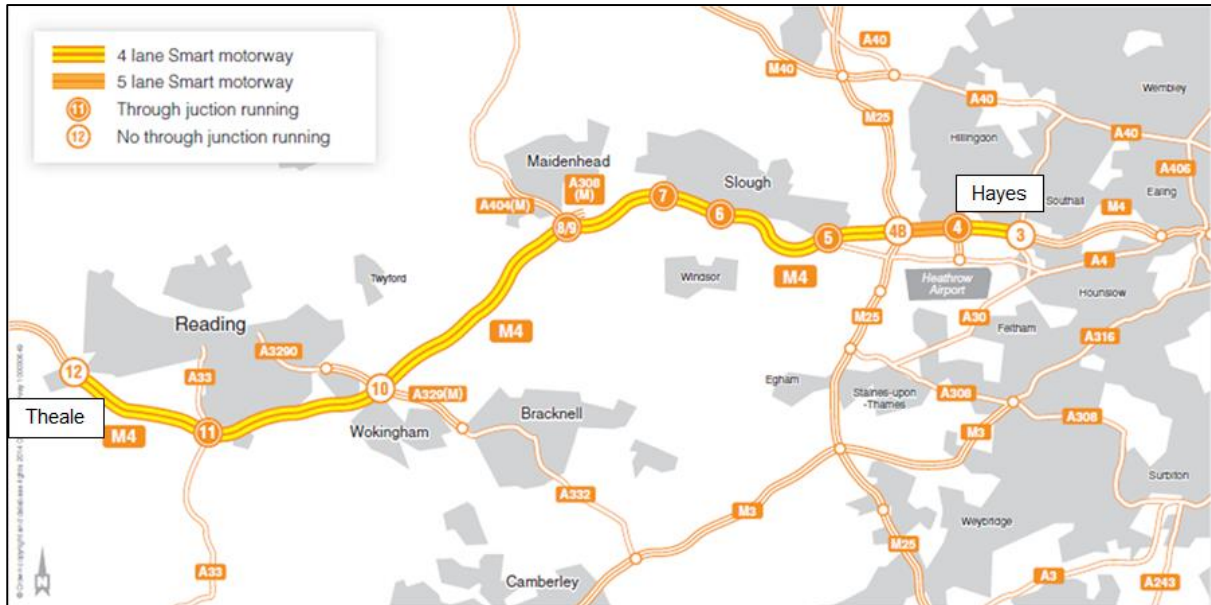 4 lane Smart motorway
5 lane Smart motorway
11 Through juction running
12 No through junction running
A40
M40
A40
Wembley
M25
Hillingdon
A40
A406
Maidenhead
A308
(M)
Slough
Hayes
Southall
Ealing
M4
A404(M)
7
6
8/9
5
4B
4
3
A4
Twyford
Windsor
M4
Heathrow
Airport
Hounslow
M4
M25
A30
Feltham
A316
Reading
A3290
12
A33
10
A329(M)
Egham
Staines-upon
-Thames
A308
A308
Theale
M4
11
Wokingham
Bracknell
M3
Surbiton
A332
M3
Weybridge
M25
A33
Camberley
A3
A243
N